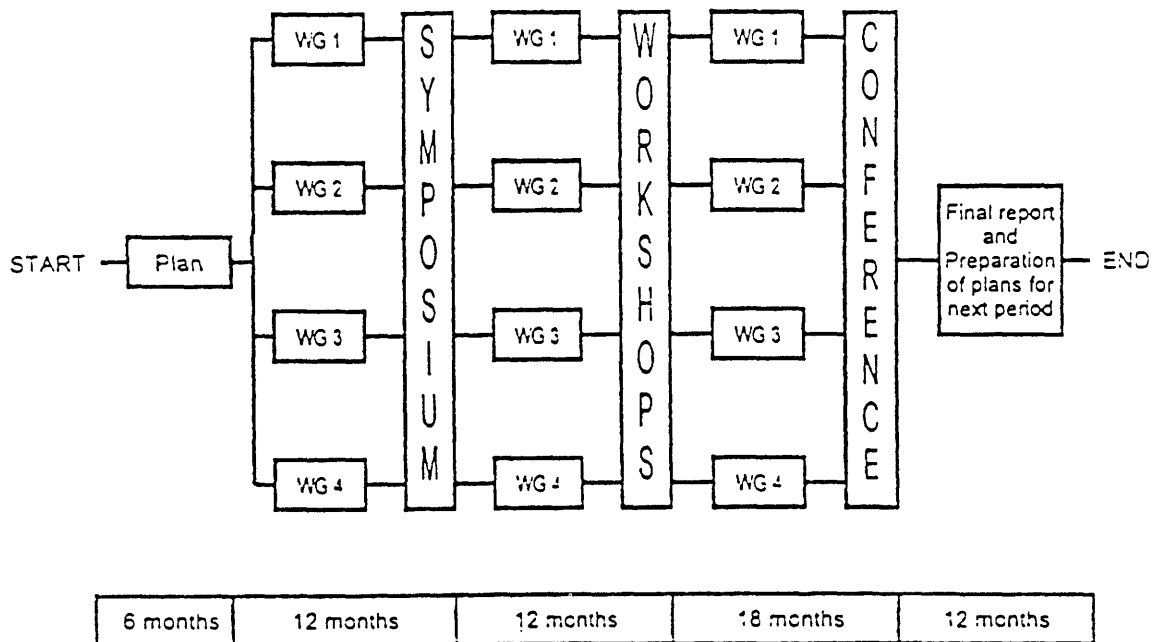 START
Plan
WG 1
WG 2
WG 3
WG 4
SYMPOSIUM
WG 1
WG 2
WG 3
WG 4
WORKSHOPS
WG 1
WG 2
WG 3
WG 4
CONFERENCE
Final report
and
Preparation
of plans for
next period
END
6 months
12 months
12 months
18 months
12 months